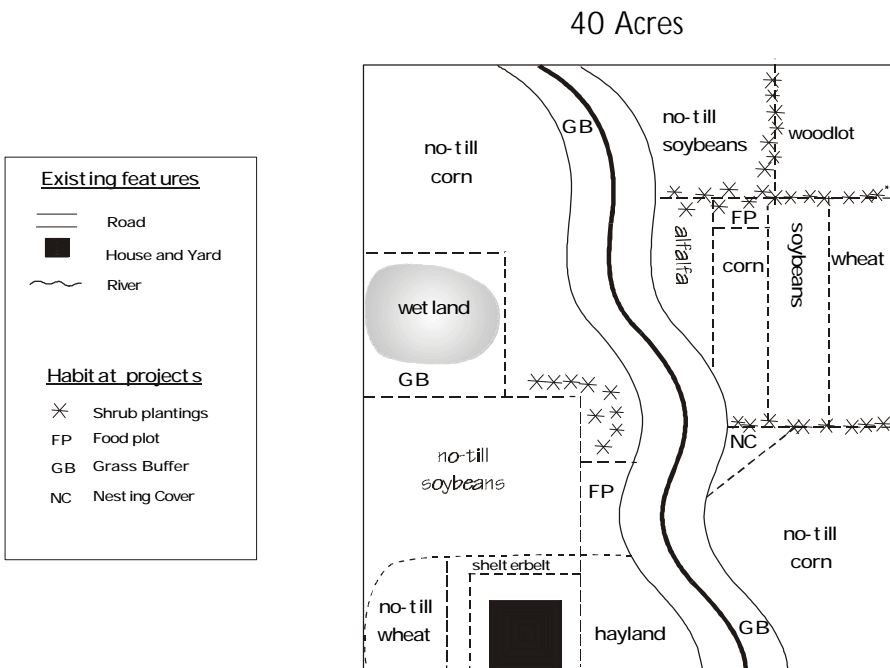 40 Acres
Existing features
Road
House and Yard
River
Habitat projects
Shrub plantings
FP Food plot
GB Grass Buffer
NC Nesting Cover
GB
no-till
soybeans
woodlot
no-till
corn
FP
alfalfa
corn
soybeans
wheat
wetland
GB
NC
no-till
soybeans
FP
no-till
corn
shelterbelt
no-till
wheat
hayland
GB